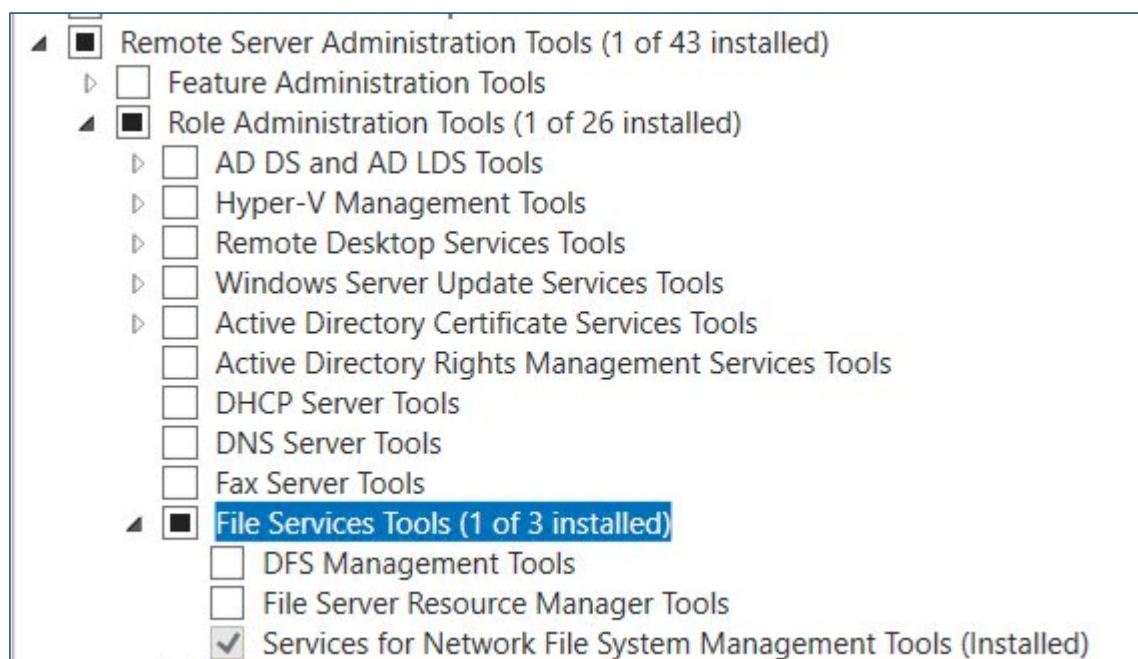 Remote Server Administration Tools (1 of 43 installed)
Feature Administration Tools
Role Administration Tools (1 of 26 installed)
AD DS and AD LDS Tools
Hyper-V Management Tools
Remote Desktop Services Tools
Windows Server Update Services Tools
Active Directory Certificate Services Tools
Active Directory Rights Management Services Tools
DHCP Server Tools
DNS Server Tools
Fax Server Tools
File Services Tools (1 of 3 installed)
DFS Management Tools
File Server Resource Manager Tools
Services for Network File System Management Tools (Installed)